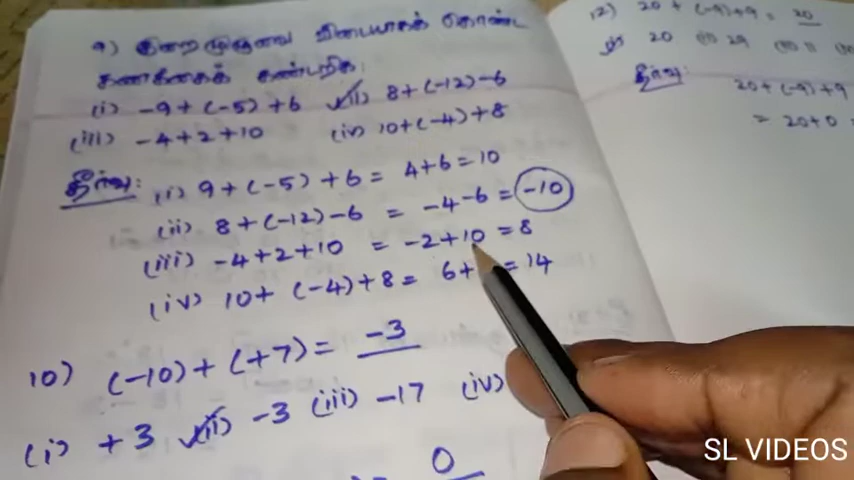 9) குறை முழுவை விடையாகக் கொண்ட
கணக்கைக் கண்டறிக:
(i) -9+(-5)+6 (ii) 8+(-12)-6
(iii) -4+2+10 (iv) 10+(-4)+8
தீர்வு:
(i) 9+(-5)+6 = 4+6=10
(ii) 8+(-12)-6 = -4-6 = -10
(iii) -4+2+10 = -2+10 = 8
(iv) 10+ (-4)+8 = 6+ = 14
10) (-10)+(+7) = -3
(i) +3 (ii) -3 (iii) -17 (iv)
0
12) 20 + (-9)+9 = 20
20 (ii) 29 (iii) 11
தீர்வு:
20+(-9)+9
= 20+0 =
SL VIDEOS